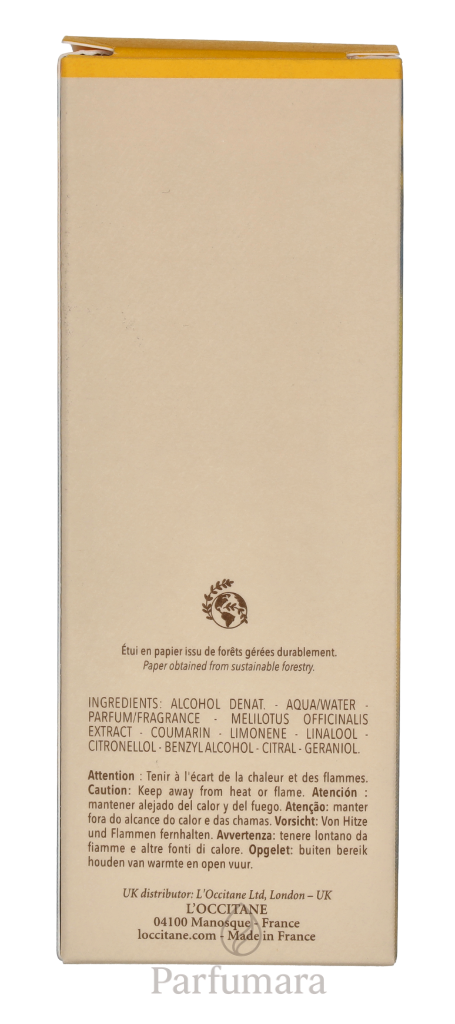 Étui en papier issu de forêts gérées durablement.
Paper obtained from sustainable forestry.
INGREDIENTS: ALCOHOL DENAT. - AQUA/WATER -
PARFUM/FRAGRANCE - MELILOTUS OFFICINALIS
EXTRACT - COUMARIN - LIMONENE - LINALOOL -
CITRONELLOL - BENZYL ALCOHOL - CITRAL - GERANIOL.
Attention : Tenir à l'écart de la chaleur et des flammes.
Caution: Keep away from heat or flame. Atención :
mantener alejado del calor y del fuego. Atenção: manter
fora do alcance do calor e das chamas. Vorsicht: Von Hitze
und Flammen fernhalten. Avvertenza: tenere lontano da
fiamme e altre fonti di calore. Opgelet: buiten bereik
houden van warmte en open vuur.
UK distributor: L'Occitane Ltd, London – UK
L'OCCITANE
04100 Manosque - France
loccitane.com - Made in France
Parfumara